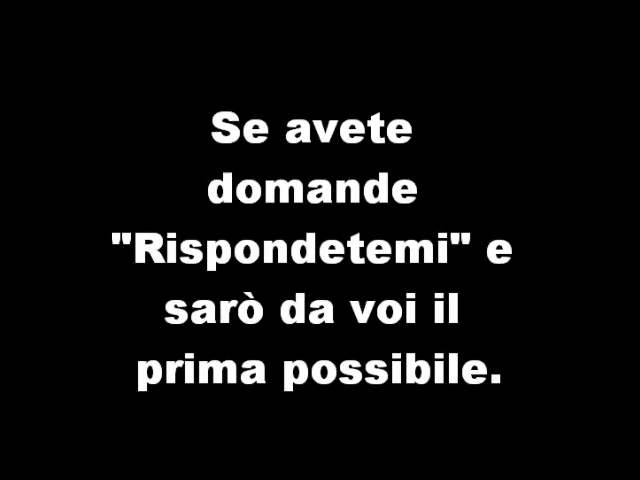 Se avete
domande
"Rispondetemi" e
sarò da voi il
prima possibile.